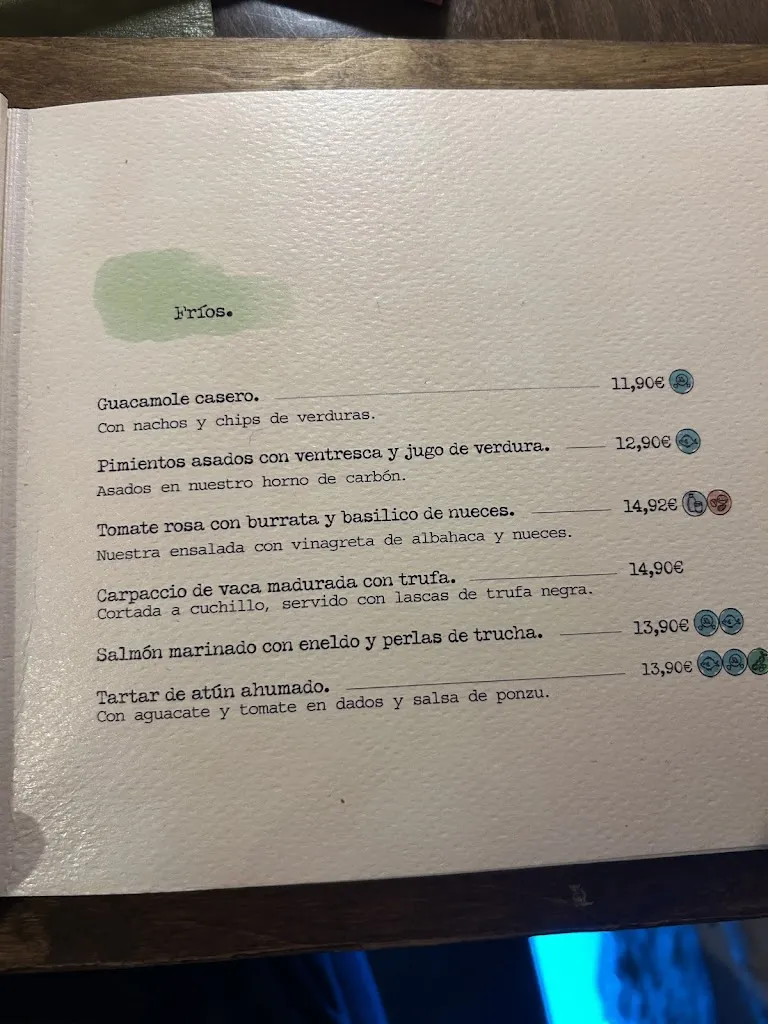 Fríos.
Guacamole casero. 11,90€
Con nachos y chips de verduras.
Pimientos asados con ventresca y jugo de verdura. 12,90€
Asados en nuestro horno de carbón.
Tomate rosa con burrata y basilico de nueces. 14,92€
Nuestra ensalada con vinagreta de albahaca y nueces.
Carpaccio de vaca madurada con trufa. 14,90€
Cortada a cuchillo, servido con lascas de trufa negra.
Salmón marinado con eneldo y perlas de trucha. 13,90€
Tartar de atún ahumado. 13,90€
Con aguacate y tomate en dados y salsa de ponzu.